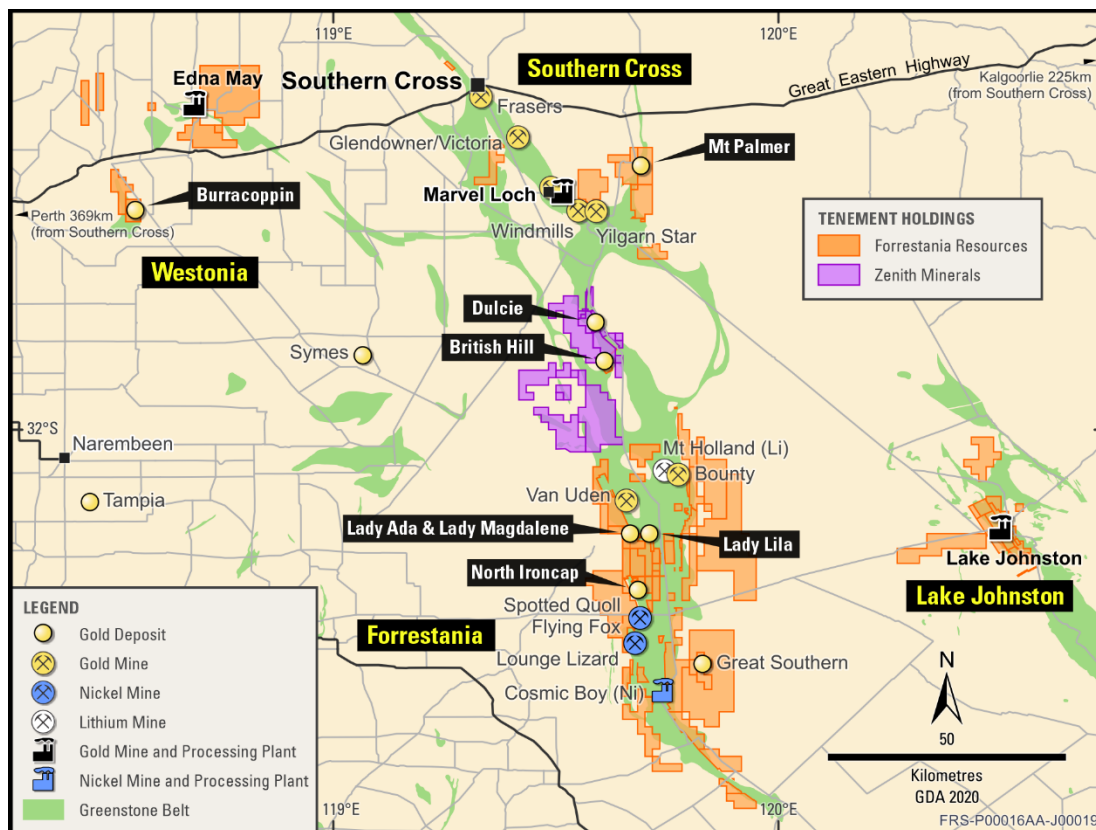 119°E
120°E
Edna May
Southern Cross
Southern Cross
Great Eastern Highway
Kalgoorlie 225km
(from Southern Cross)
Frasers
Glendowner/Victoria
Mt Palmer
Marvel Loch
Burracoppin
Perth 369km
(from Southern Cross)
Windmills
Yilgarn Star
TENEMENT HOLDINGS
Forrestania Resources
Zenith Minerals
Westonia
Dulcie
British Hill
Symes
32°S
Narembeen
Mt Holland (Li)
Bounty
Tampia
Van Uden
Lady Ada & Lady Magdalene
Lady Lila
Lake Johnston
Lake Johnston
North Ironcap
Spotted Quoll
Flying Fox
Forrestania
Lounge Lizard
Great Southern
Cosmic Boy (Ni)
LEGEND
Gold Deposit
Gold Mine
Nickel Mine
Lithium Mine
Gold Mine and Processing Plant
Nickel Mine and Processing Plant
Greenstone Belt
N
50
Kilometres
GDA 2020
119°E
120°E
FRS-P00016AA-J00019